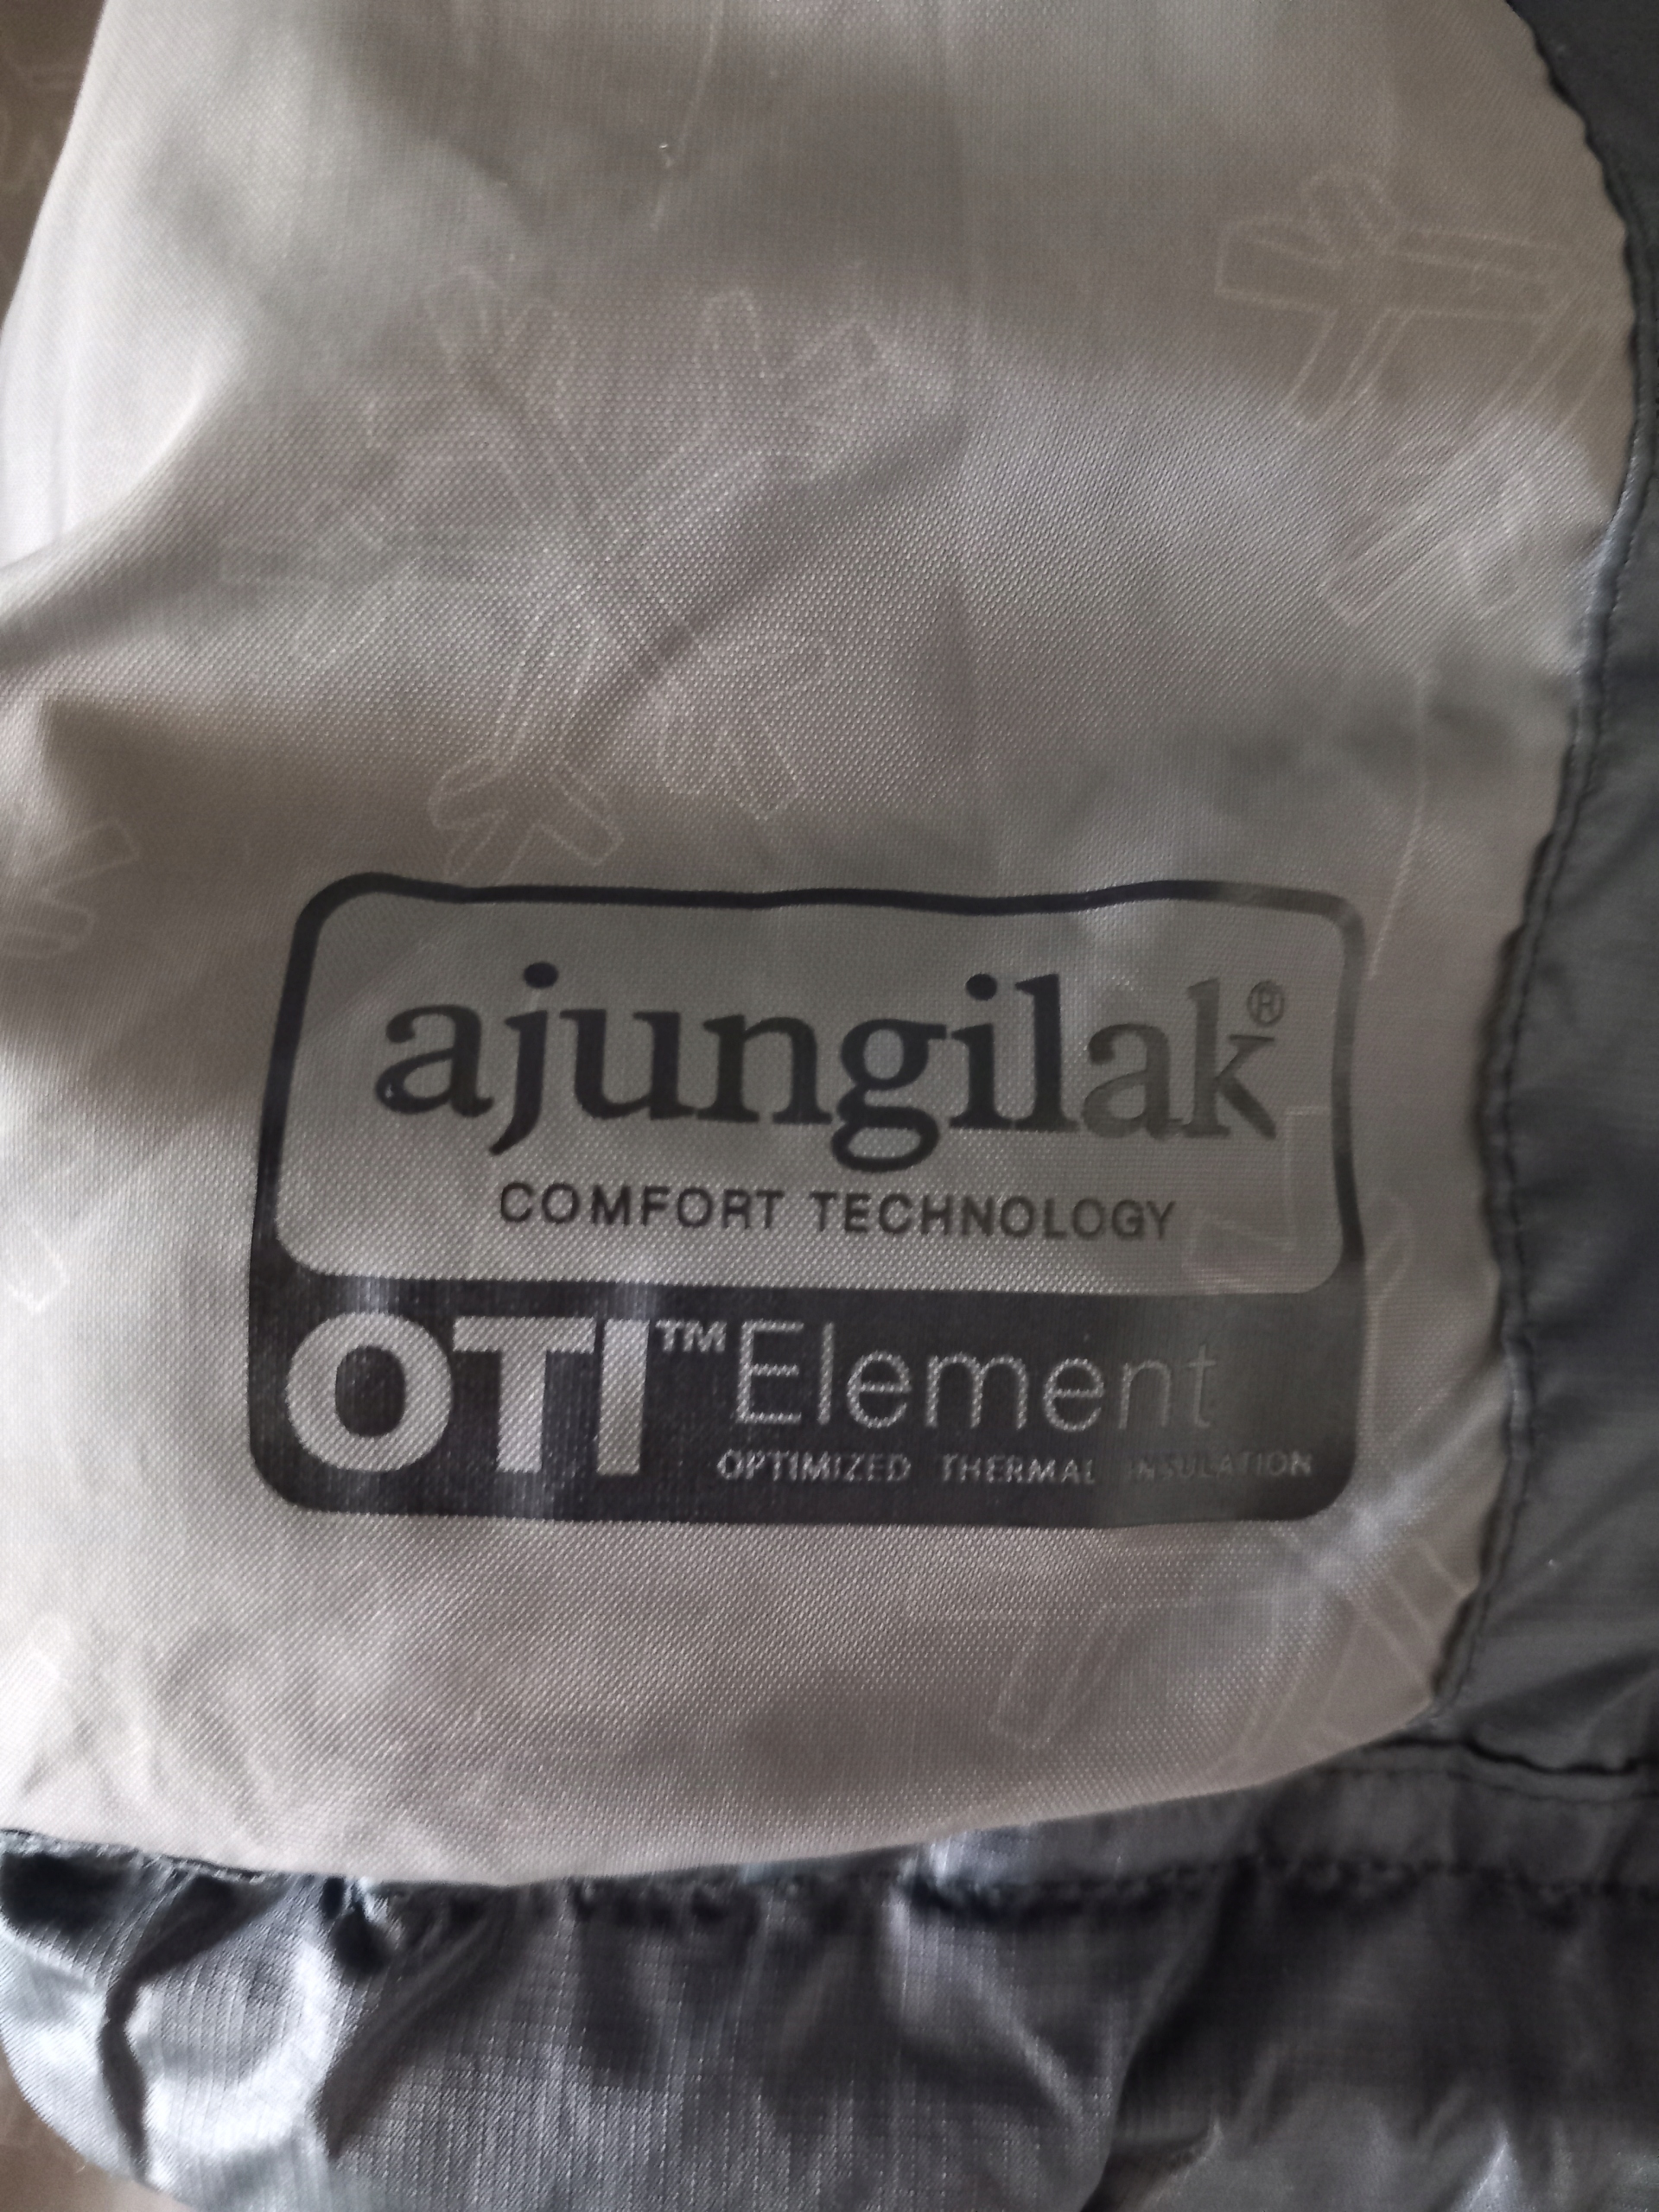 ajungilak®
COMFORT TECHNOLOGY
OTI™ Element
OPTIMIZED THERMAL INSULATION